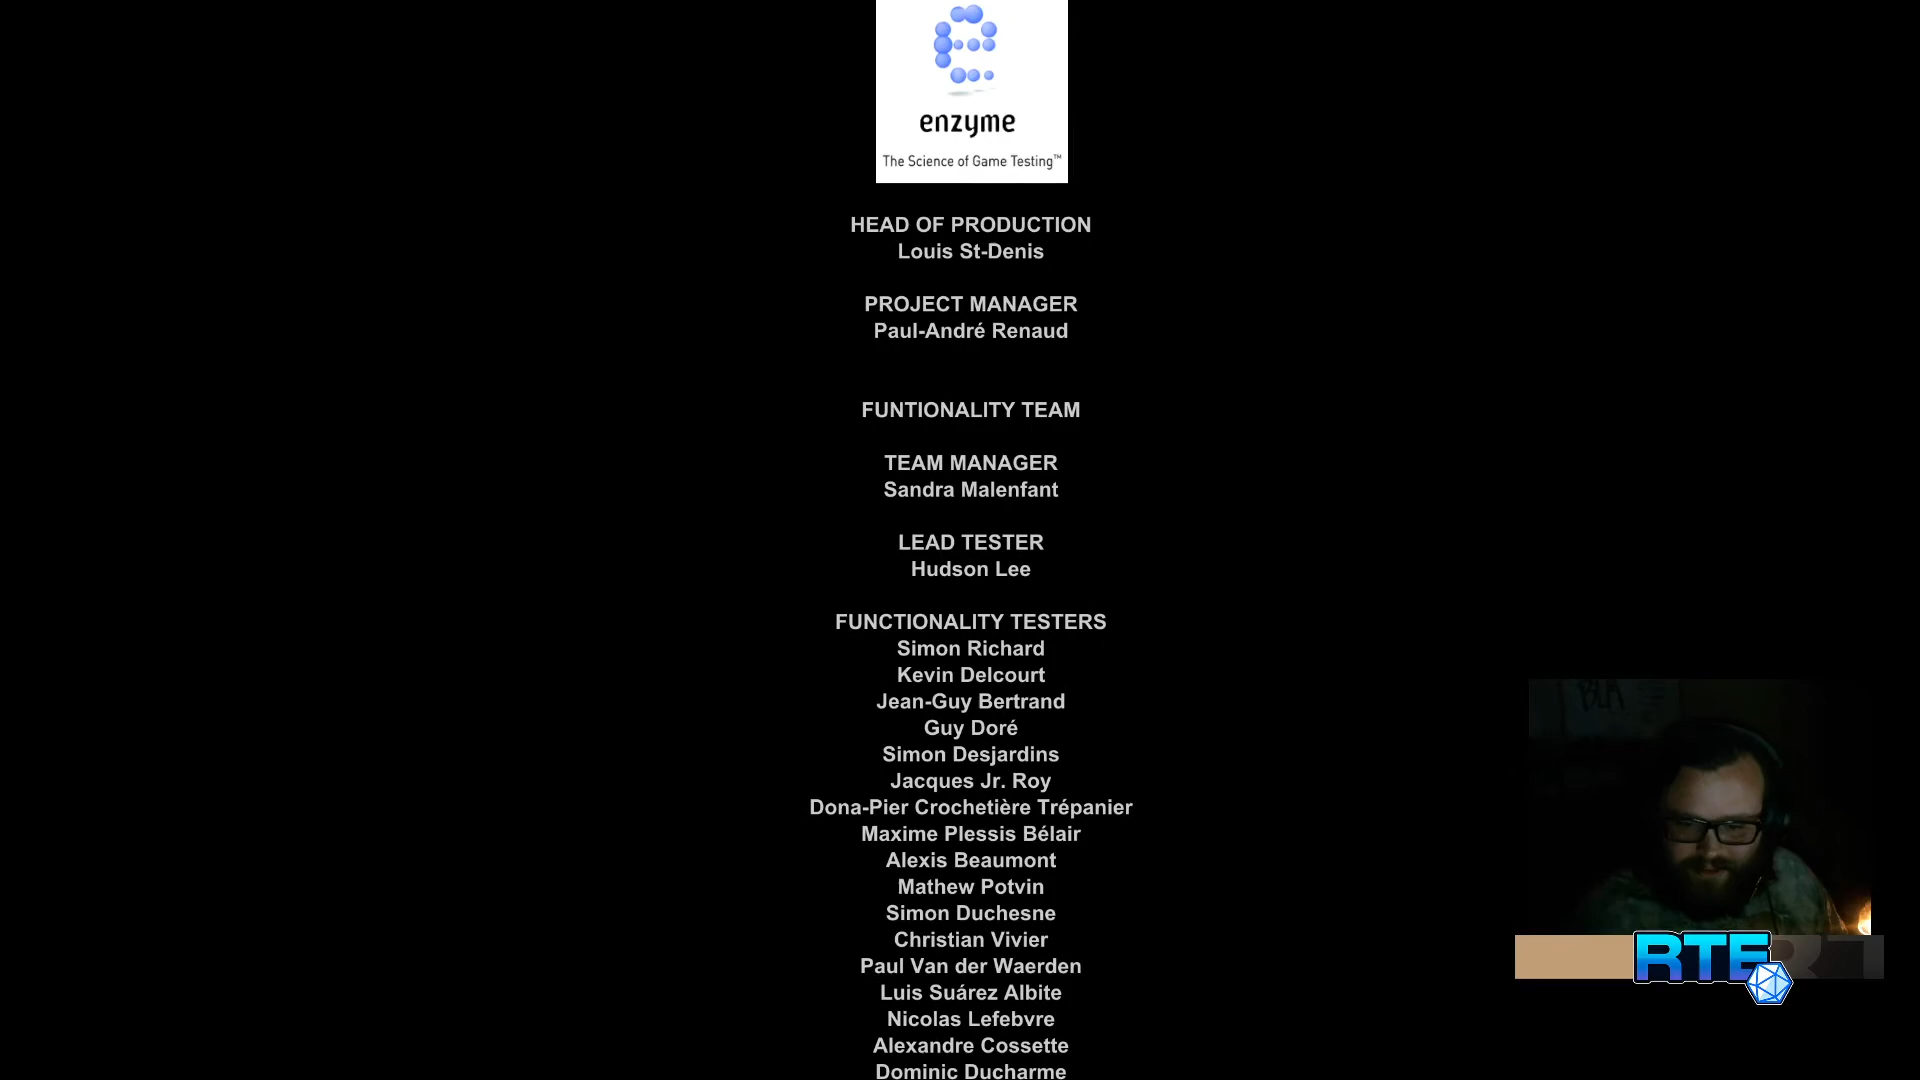 enzyme
The Science of Game Testing™
HEAD OF PRODUCTION
Louis St-Denis
PROJECT MANAGER
Paul-André Renaud
FUNTIONALITY TEAM
TEAM MANAGER
Sandra Malenfant
LEAD TESTER
Hudson Lee
FUNCTIONALITY TESTERS
Simon Richard
Kevin Delcourt
Jean-Guy Bertrand
Guy Doré
Simon Desjardins
Jacques Jr. Roy
Dona-Pier Crochetière Trépanier
Maxime Plessis Bélair
Alexis Beaumont
Mathew Potvin
Simon Duchesne
Christian Vivier
Paul Van der Waerden
Luis Suárez Albite
Nicolas Lefebvre
Alexandre Cossette
Dominic Ducharme
BLM
RTE